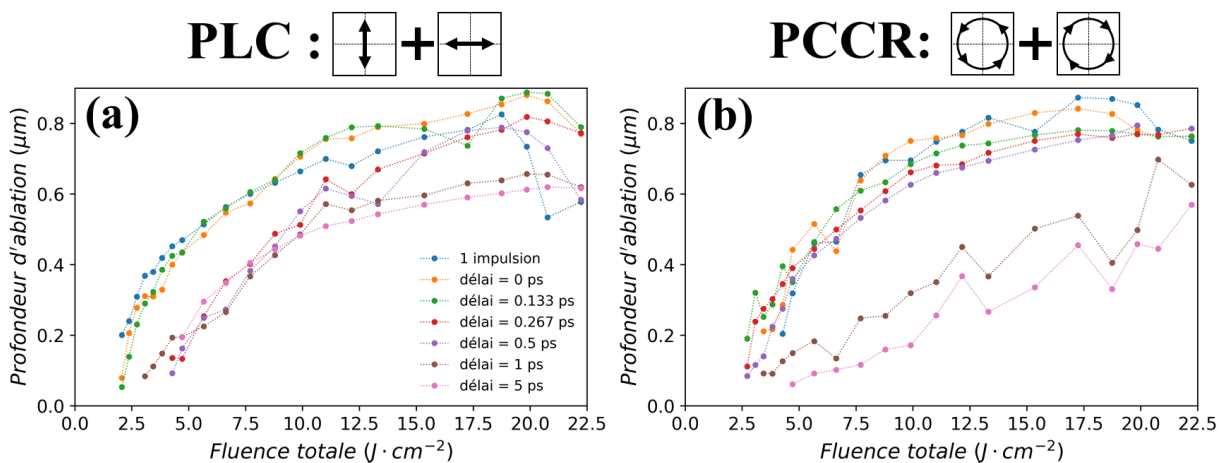 PLC : +
PCCR: +
(a)
Profondeur d'ablation (μm)
0.8
0.6
0.4
0.2
0.0
0.0 2.5 5.0 7.5 10.0 12.5 15.0 17.5 20.0 22.5
Fluence totale (J · cm⁻²)
1 impulsion
délai = 0 ps
délai = 0.133 ps
délai = 0.267 ps
délai = 0.5 ps
délai = 1 ps
délai = 5 ps
(b)
Profondeur d'ablation (μm)
0.8
0.6
0.4
0.2
0.0
0.0 2.5 5.0 7.5 10.0 12.5 15.0 17.5 20.0 22.5
Fluence totale (J · cm⁻²)